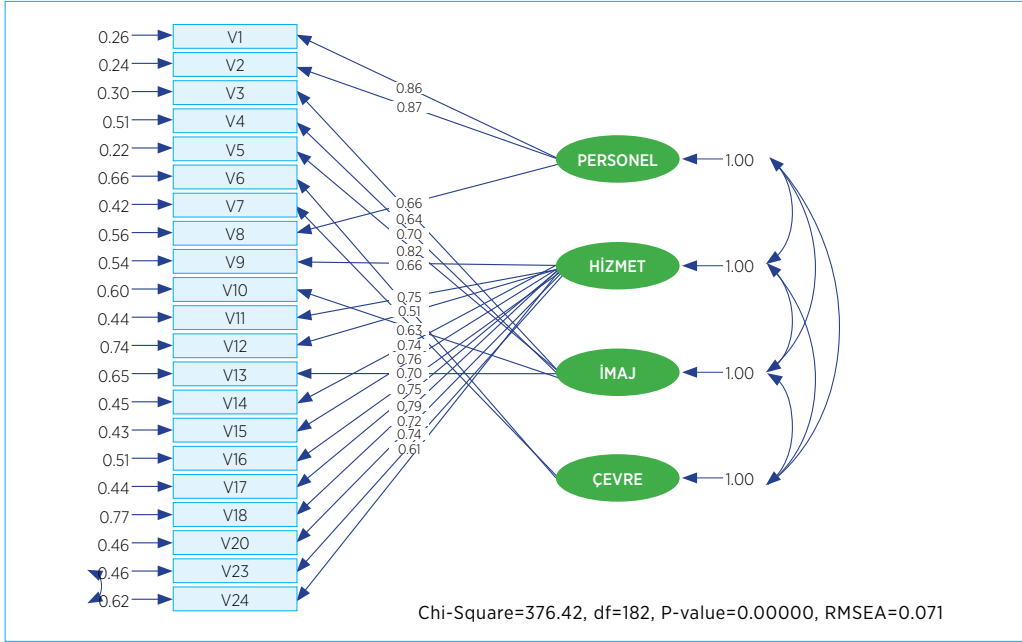 0.26 V1
0.24 V2
0.30 V3
0.51 V4
0.22 V5
0.66 V6
0.42 V7
0.56 V8
0.54 V9
0.60 V10
0.44 V11
0.74 V12
0.65 V13
0.45 V14
0.43 V15
0.51 V16
0.44 V17
0.77 V18
0.46 V20
0.46 V23
0.62 V24
0.86
0.87
0.66
0.64
0.70
0.82
0.66
0.75
0.51
0.63
0.74
0.76
0.70
0.75
0.79
0.72
0.74
0.61
PERSONEL 1.00
HİZMET 1.00
İMAJ 1.00
ÇEVRE 1.00
Chi-Square=376.42, df=182, P-value=0.00000, RMSEA=0.071